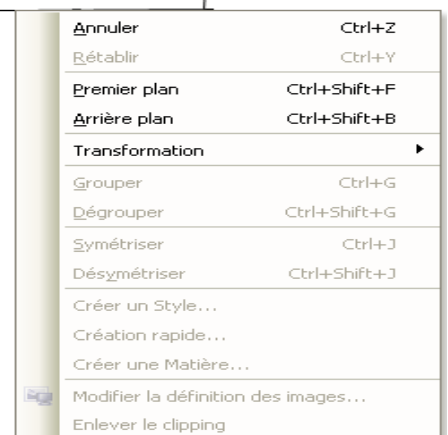 Annuler Ctrl+Z
Rétablir Ctrl+Y
Premier plan Ctrl+Shift+F
Arrière plan Ctrl+Shift+B
Transformation
Grouper Ctrl+G
Dégrouper Ctrl+Shift+G
Symétriser Ctrl+J
Désymétriser Ctrl+Shift+J
Créer un Style...
Création rapide...
Créer une Matière...
Modifier la définition des images...
Enlever le clipping